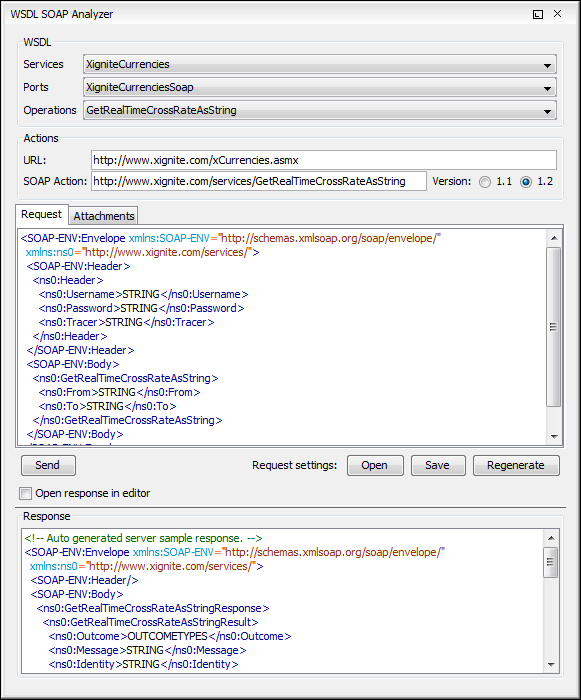 WSDL SOAP Analyzer
WSDL
Services XigniteCurrencies
Ports XigniteCurrenciesSoap
Operations GetRealTimeCrossRateAsString
Actions
URL: http://www.xignite.com/xCurrencies.asmx
SOAP Action: http://www.xignite.com/services/GetRealTimeCrossRateAsString Version: 1.1 1.2
Request Attachments
<SOAP-ENV:Envelope xmlns:SOAP-ENV="http://schemas.xmlsoap.org/soap/envelope/"
xmlns:ns0="http://www.xignite.com/services/">
<SOAP-ENV:Header>
<ns0:Header>
<ns0:Username>STRING</ns0:Username>
<ns0:Password>STRING</ns0:Password>
<ns0:Tracer>STRING</ns0:Tracer>
</ns0:Header>
</SOAP-ENV:Header>
<SOAP-ENV:Body>
<ns0:GetRealTimeCrossRateAsString>
<ns0:From>STRING</ns0:From>
<ns0:To>STRING</ns0:To>
</ns0:GetRealTimeCrossRateAsString>
</SOAP-ENV:Body>
Send Request settings: Open Save Regenerate
Open response in editor
Response
<!-- Auto generated server sample response. -->
<SOAP-ENV:Envelope xmlns:SOAP-ENV="http://schemas.xmlsoap.org/soap/envelope/"
xmlns:ns0="http://www.xignite.com/services/">
<SOAP-ENV:Header/>
<SOAP-ENV:Body>
<ns0:GetRealTimeCrossRateAsStringResponse>
<ns0:GetRealTimeCrossRateAsStringResult>
<ns0:Outcome>OUTCOMETYPES</ns0:Outcome>
<ns0:Message>STRING</ns0:Message>
<ns0:Identity>STRING</ns0:Identity>